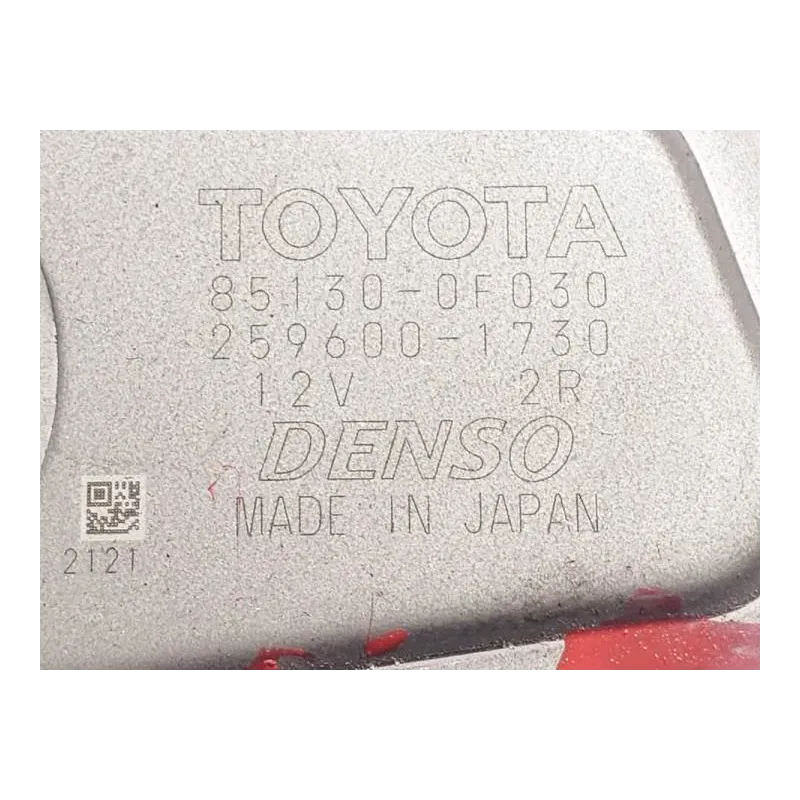 TOYOTA
85130-0F030
259600-1730
12V 2R
DENSO
MADE IN JAPAN
2121